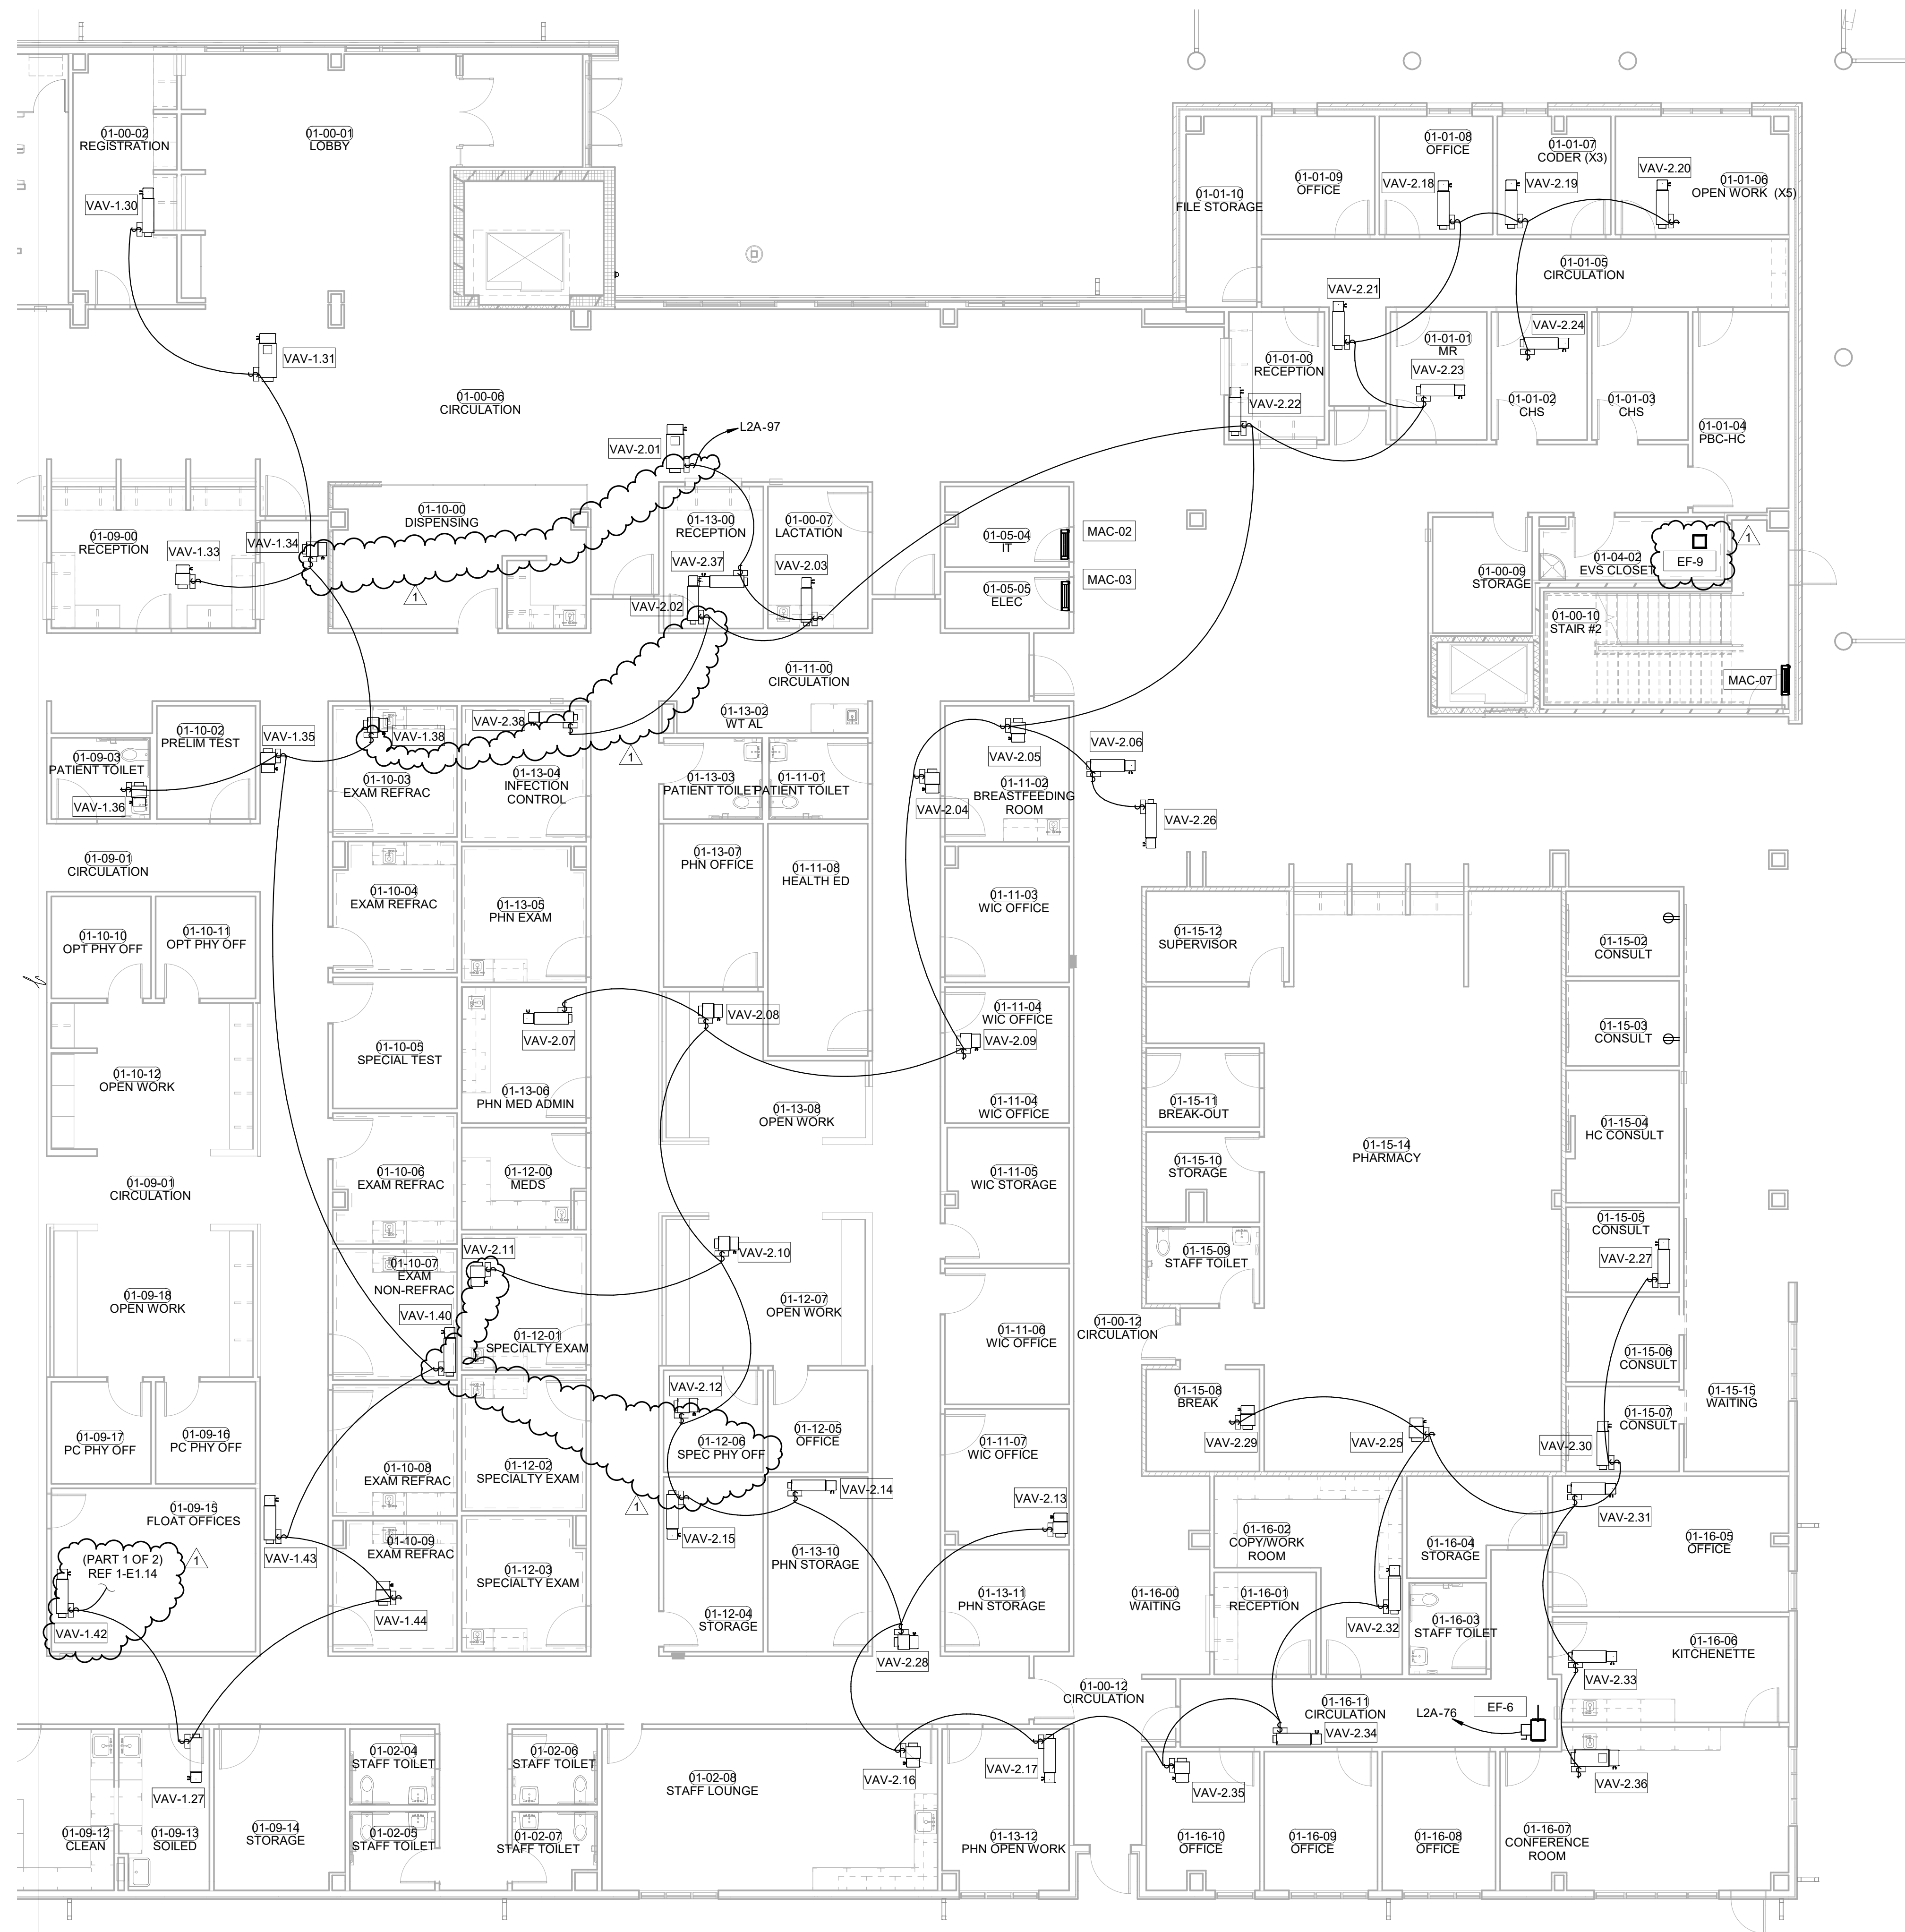 01-00-02
REGISTRATION
01-00-01
LOBBY
VAV-1.30
01-01-10
FILE STORAGE
01-01-09
OFFICE
01-01-08
OFFICE
VAV-2.18
01-01-07
CODER (X3)
VAV-2.19
VAV-2.20
01-01-06
OPEN WORK (X5)
01-01-05
CIRCULATION
VAV-2.21
VAV-1.31
01-00-06
CIRCULATION
01-01-00
RECEPTION
01-01-01
MR
VAV-2.23
VAV-2.24
VAV-2.22
01-01-02
CHS
01-01-03
CHS
01-01-04
PBC-HC
VAV-2.01
L2A-97
01-10-00
DISPENSING
01-09-00
RECEPTION
VAV-1.33
VAV-1.34
01-13-00
RECEPTION
01-00-07
LACTATION
VAV-2.37
VAV-2.03
VAV-2.02
01-05-04
IT
MAC-02
01-05-05
ELEC
MAC-03
01-00-09
STORAGE
01-04-02
EVS CLOSET
EF-9
1
1
01-00-10
STAIR #2
MAC-07
01-11-00
CIRCULATION
01-13-02
WT AL
01-10-02
PRELIM TEST
VAV-1.35
VAV-1.38
VAV-2.38
1
01-09-03
PATIENT TOILET
VAV-1.36
01-10-03
EXAM REFRAC
01-13-04
INFECTION
CONTROL
01-13-03
PATIENT TOILET
01-11-01
PATIENT TOILET
VAV-2.05
VAV-2.04
01-11-02
BREASTFEEDING
ROOM
VAV-2.06
VAV-2.26
01-09-01
CIRCULATION
01-13-07
PHN OFFICE
01-11-08
HEALTH ED
01-10-04
EXAM REFRAC
01-13-05
PHN EXAM
01-11-03
WIC OFFICE
01-10-10
OPT PHY OFF
01-10-11
OPT PHY OFF
01-15-12
SUPERVISOR
01-15-02
CONSULT
01-15-03
CONSULT
VAV-2.07
VAV-2.08
01-11-04
WIC OFFICE
VAV-2.09
01-10-05
SPECIAL TEST
01-10-12
OPEN WORK
01-13-06
PHN MED ADMIN
01-13-08
OPEN WORK
01-11-04
WIC OFFICE
01-15-11
BREAK-OUT
01-15-04
HC CONSULT
01-15-14
PHARMACY
01-09-01
CIRCULATION
01-10-06
EXAM REFRAC
01-12-00
MEDS
01-11-05
WIC STORAGE
01-15-10
STORAGE
01-15-05
CONSULT
VAV-2.27
01-15-09
STAFF TOILET
VAV-2.11
VAV-2.10
01-10-07
EXAM
NON-REFRAC
VAV-1.40
01-09-18
OPEN WORK
01-12-01
SPECIALTY EXAM
01-12-07
OPEN WORK
01-11-06
WIC OFFICE
01-00-12
CIRCULATION
01-15-06
CONSULT
VAV-2.12
01-15-08
BREAK
01-15-15
WAITING
01-15-07
CONSULT
01-09-17
PC PHY OFF
01-09-16
PC PHY OFF
01-12-06
SPEC PHY OFF
01-12-05
OFFICE
01-11-07
WIC OFFICE
VAV-2.29
VAV-2.25
VAV-2.30
01-10-08
EXAM REFRAC
01-12-02
SPECIALTY EXAM
1
VAV-2.14
VAV-2.13
VAV-2.15
VAV-2.31
01-09-15
FLOAT OFFICES
(PART 1 OF 2)
REF 1-E1.14
1
VAV-1.43
01-10-09
EXAM REFRAC
VAV-1.44
VAV-1.42
01-12-03
SPECIALTY EXAM
01-13-10
PHN STORAGE
01-12-04
STORAGE
01-13-11
PHN STORAGE
01-16-02
COPY/WORK
ROOM
01-16-04
STORAGE
01-16-05
OFFICE
01-16-00
WAITING
01-16-01
RECEPTION
VAV-2.32
01-16-03
STAFF TOILET
01-16-06
KITCHENETTE
VAV-2.28
VAV-2.33
01-00-12
CIRCULATION
01-16-11
CIRCULATION
L2A-76
EF-6
VAV-2.34
VAV-1.27
01-02-04
STAFF TOILET
01-02-06
STAFF TOILET
01-02-08
STAFF LOUNGE
VAV-2.16
VAV-2.17
VAV-2.35
VAV-2.36
01-09-12
CLEAN
01-09-13
SOILED
01-09-14
STORAGE
01-02-05
STAFF TOILET
01-02-07
STAFF TOILET
01-13-12
PHN OPEN WORK
01-16-10
OFFICE
01-16-09
OFFICE
01-16-08
OFFICE
01-16-07
CONFERENCE
ROOM